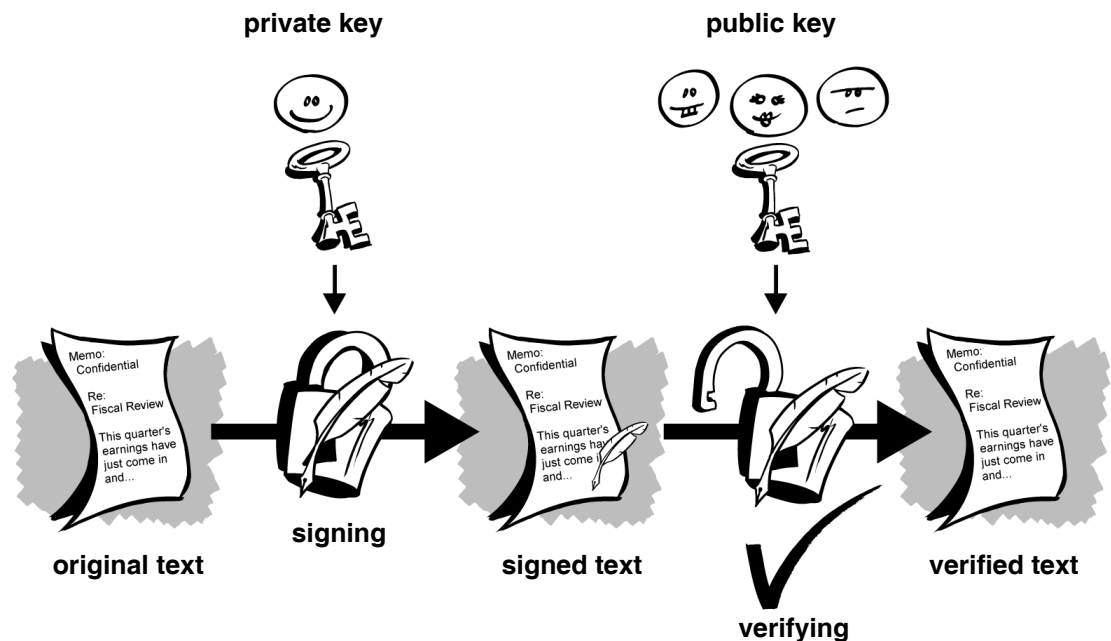 private key
public key
Memo:
Confidential
Re:
Fiscal Review
This quarter's
earnings have
just come in
and...
Memo:
Confidential
Re:
Fiscal Review
This quarter's
earnings hav
just come i
and...
Memo:
Confidential
Re:
Fiscal Review
This quarter's
earnings have
just come in
and...
signing
original text
signed text
verified text
verifying